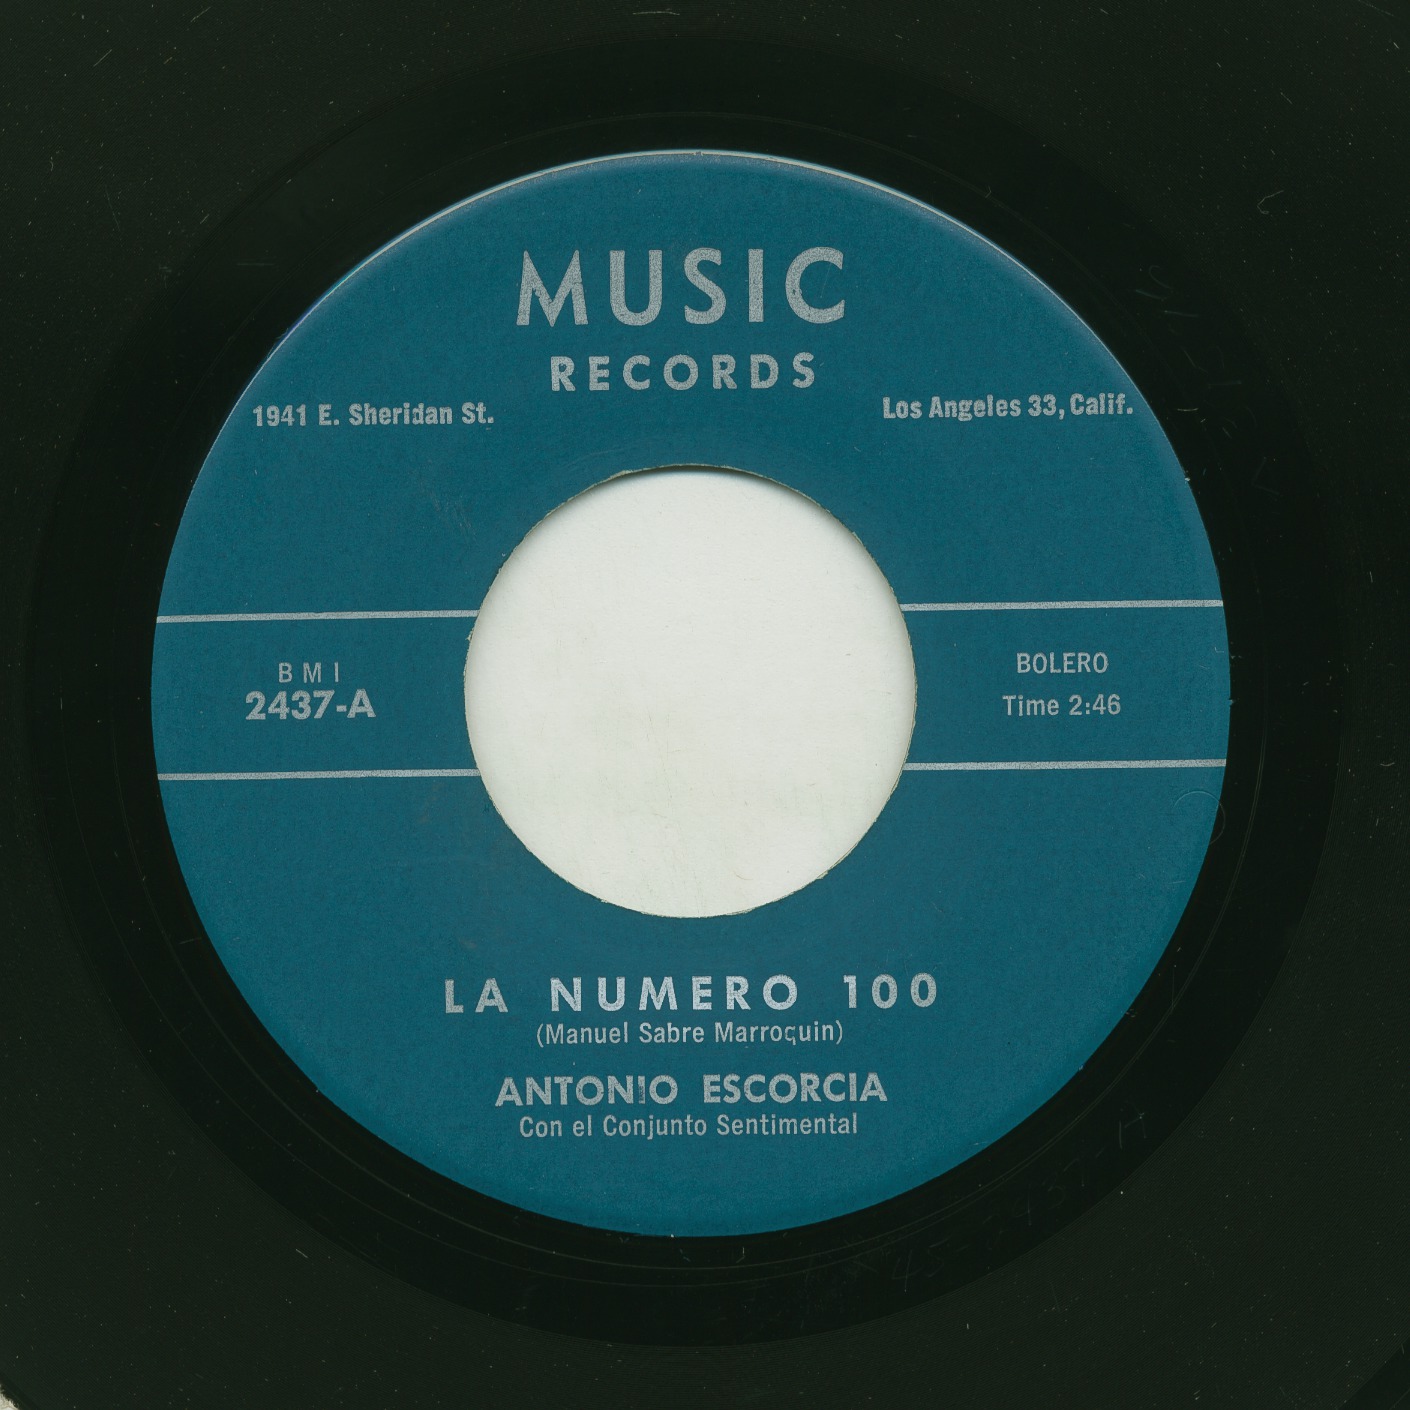 MUSIC
RECORDS
1941 E. Sheridan St.
Los Angeles 33, Calif.
BMI
2437-A
BOLERO
Time 2:46
LA NUMERO 100
(Manuel Sabre Marroquin)
ANTONIO ESCORCIA
Con el Conjunto Sentimental